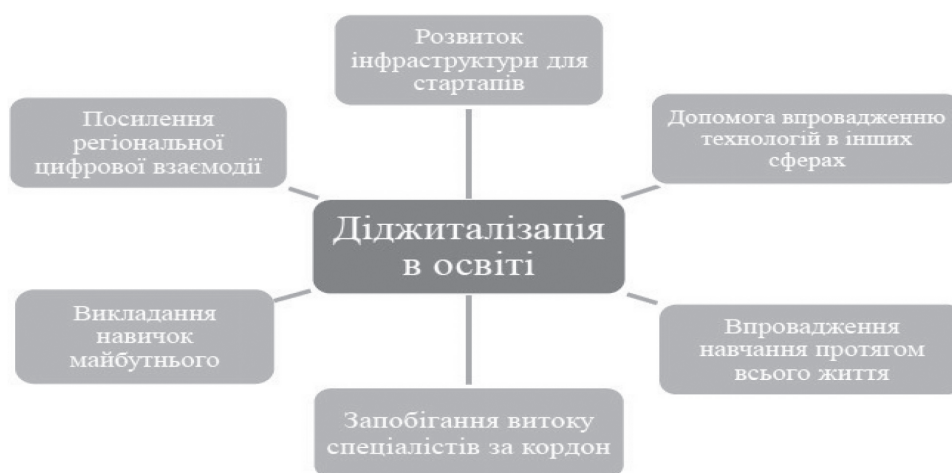 Розвиток
інфраструктури для
стартапів
Посилення
регіональної
цифрової взаємодії
Допомога впровадженню
технологій в інших
сферах
Діджиталізація
в освіті
Викладання
навичок
майбутнього
Впровадження
навчання протягом
всього життя
Запобігання витоку
спеціалістів за кордон